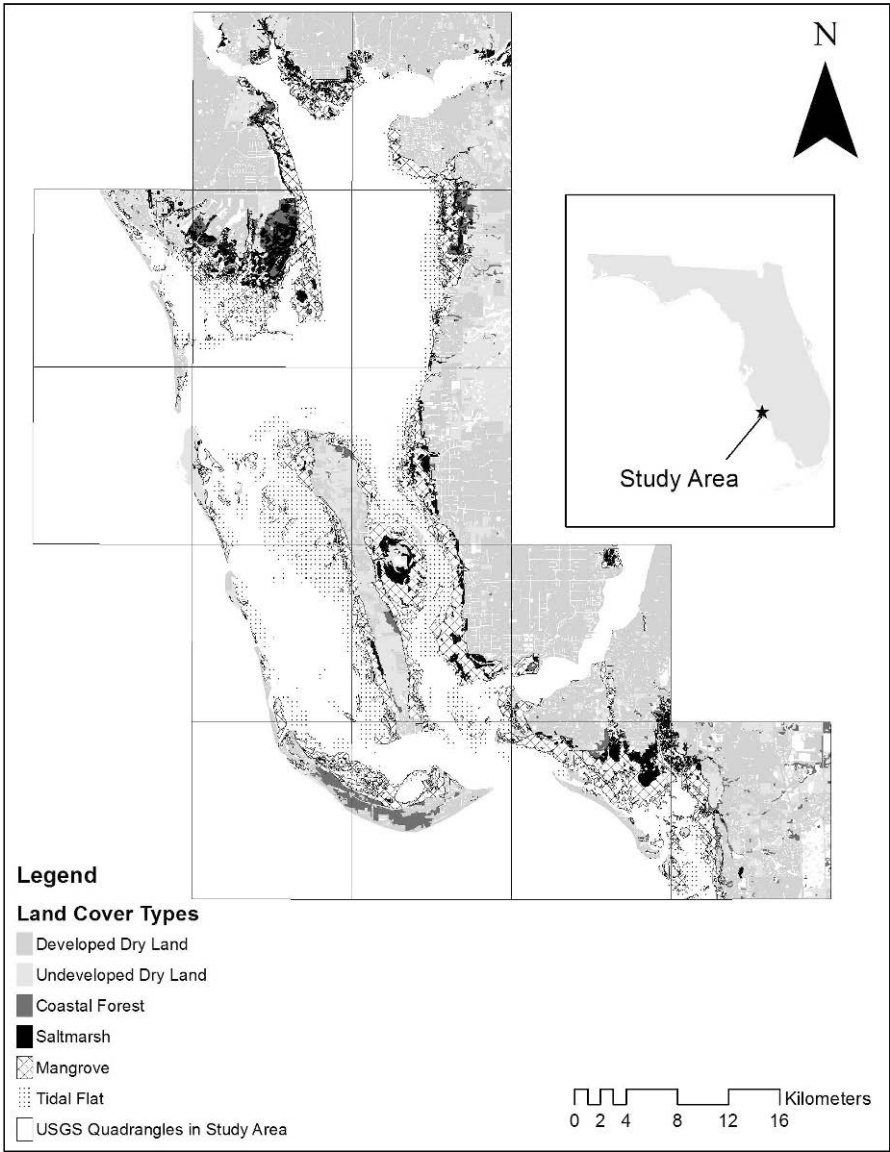 N
Study Area
Legend
Land Cover Types
Developed Dry Land
Undeveloped Dry Land
Coastal Forest
Saltmarsh
Mangrove
Tidal Flat
USGS Quadrangles in Study Area
Kilometers
0 2 4 8 12 16